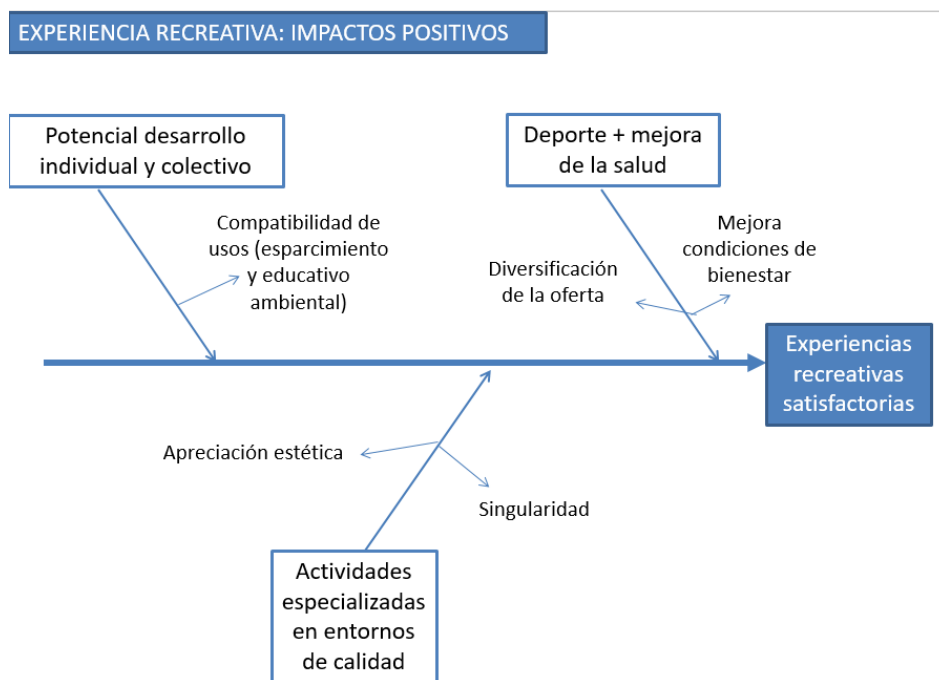 EXPERIENCIA RECREATIVA: IMPACTOS POSITIVOS
Potencial desarrollo
individual y colectivo
Deporte + mejora
de la salud
Compatibilidad de
usos (esparcimiento
y educativo
ambiental)
Mejora
condiciones de
bienestar
Diversificación
de la oferta
Experiencias
recreativas
satisfactorias
Apreciación estética
Singularidad
Actividades
especializadas
en entornos
de calidad